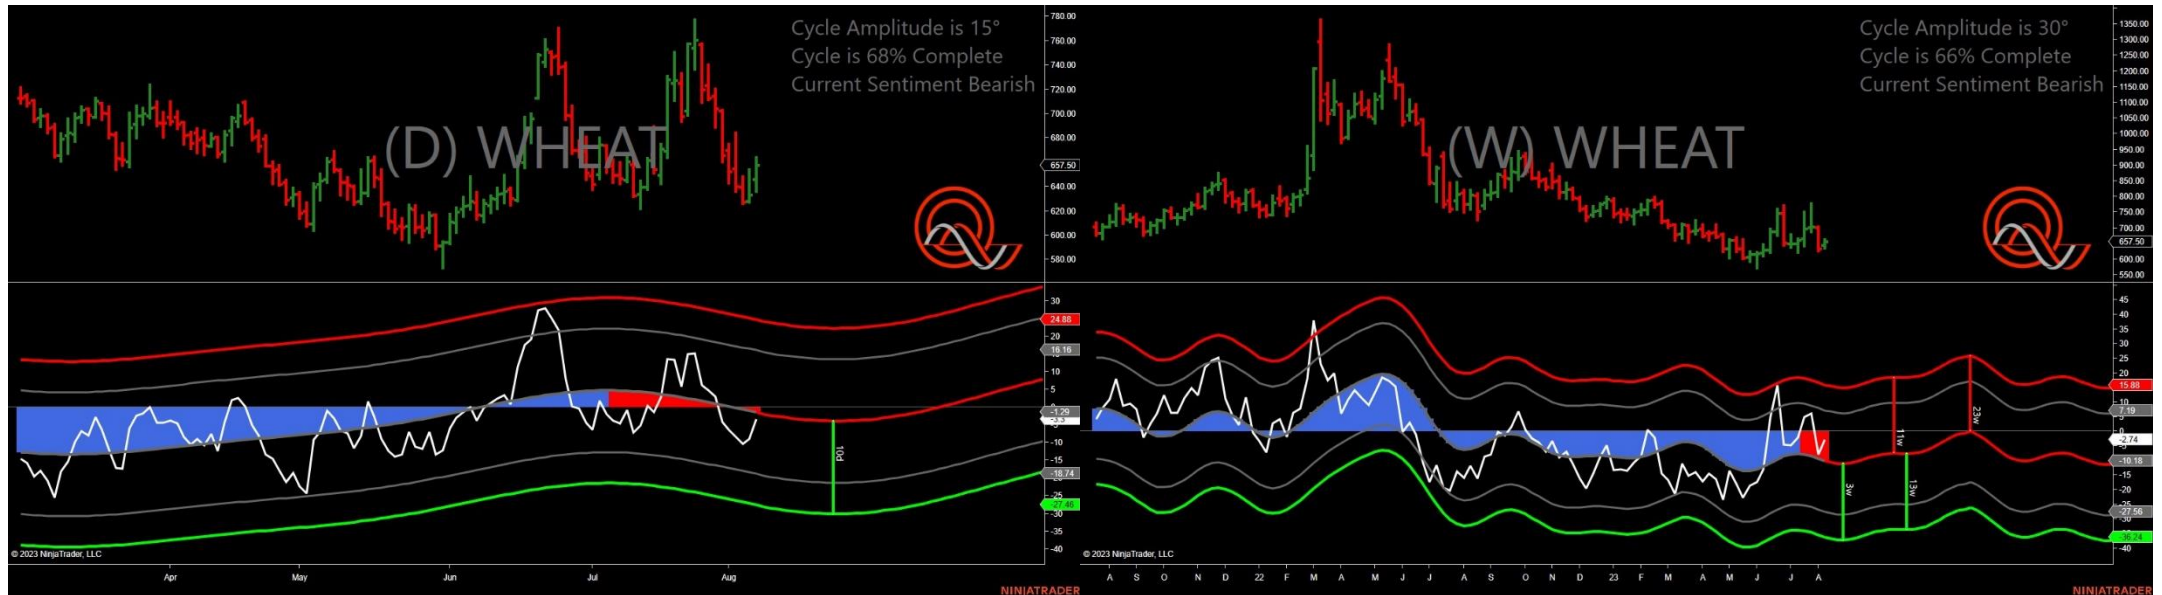 Cycle Amplitude is 15°
Cycle is 68% Complete
Current Sentiment Bearish
(D) WHEAT
780.00
760.00
740.00
720.00
700.00
680.00
657.50
640.00
620.00
600.00
580.00
30
24.88
20
16.16
10
5
0
-1.29
-10
-15
-18.74
-25
-27.46
-30
-35
-40
10D
© 2023 NinjaTrader, LLC
Apr
May
Jun
Jul
Aug
NINJATRADER
Cycle Amplitude is 30°
Cycle is 66% Complete
Current Sentiment Bearish
(W) WHEAT
1350.00
1300.00
1250.00
1200.00
1150.00
1100.00
1050.00
1000.00
950.00
900.00
850.00
800.00
750.00
700.00
657.50
600.00
550.00
45
40
35
30
25
20
15.88
10
7.19
0
-2.74
-10.18
-15
-20
-27.56
-36.24
-40
3w
11w
13w
23w
© 2023 NinjaTrader, LLC
A S O N D 22 F M A M J J A S O N D 23 F M A M J J A
NINJATRADER